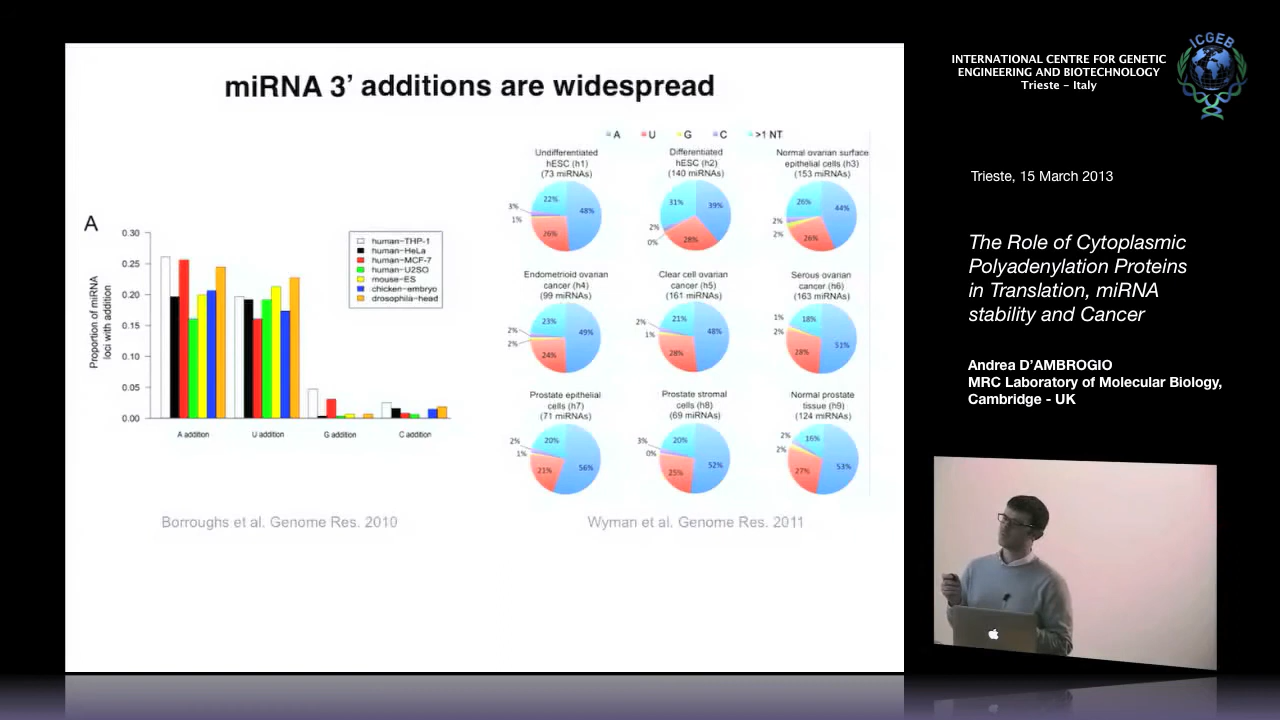 miRNA 3' additions are widespread
A
0.30
0.25
0.20
0.15
0.10
0.05
0.00
Proportion of miRNA
loci with addition
human-THP-1
human-HeLa
human-MCF-7
human-U2SO
mouse-ES
chicken-embryo
drosophila-head
A addition
U addition
G addition
C addition
Borroughs et al. Genome Res. 2010
A U G C >1 NT
Undifferentiated
hESC (h1)
(73 miRNAs)
22%
3%
1%
48%
26%
Differentiated
hESC (h2)
(140 miRNAs)
31%
39%
2%
0%
28%
Normal ovarian surface
epithelial cells (h3)
(153 miRNAs)
26%
44%
2%
2%
26%
Endometrioid ovarian
cancer (h4)
(99 miRNAs)
23%
2%
2%
49%
24%
Clear cell ovarian
cancer (h5)
(161 miRNAs)
21%
2%
1%
48%
28%
Serous ovarian
cancer (h6)
(163 miRNAs)
1%
18%
2%
51%
28%
Prostate epithelial
cells (h7)
(71 miRNAs)
2%
20%
1%
56%
21%
Prostate stromal
cells (h8)
(69 miRNAs)
3%
20%
0%
52%
25%
Normal prostate
tissue (h9)
(124 miRNAs)
2%
16%
2%
53%
27%
Wyman et al. Genome Res. 2011
INTERNATIONAL CENTRE FOR GENETIC
ENGINEERING AND BIOTECHNOLOGY
Trieste - Italy
ICGEB
Trieste, 15 March 2013
The Role of Cytoplasmic
Polyadenylation Proteins
in Translation, miRNA
stability and Cancer
Andrea D'AMBROGIO
MRC Laboratory of Molecular Biology,
Cambridge - UK